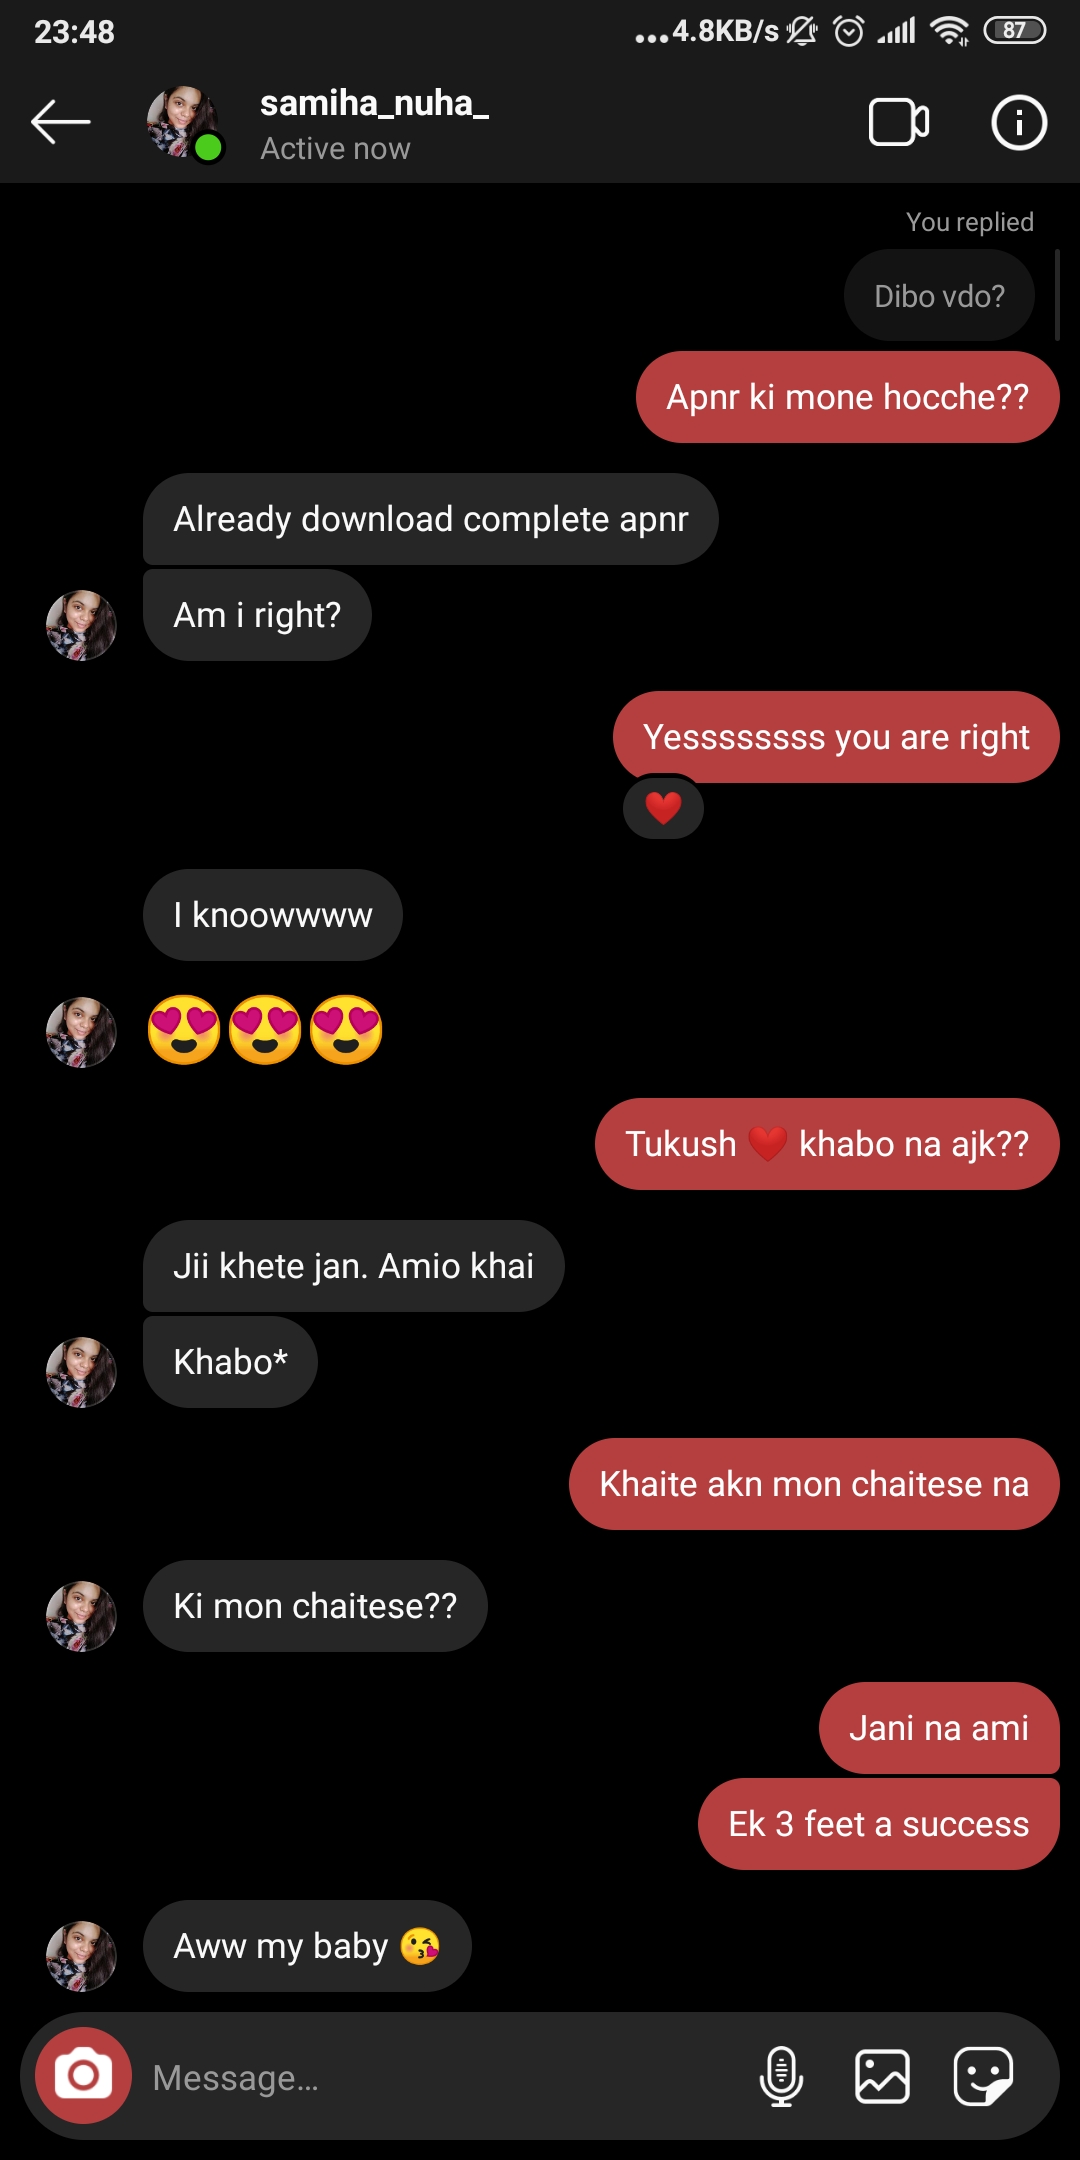 23:48
...4.8KB/s
87
samiha_nuha_
Active now
You replied
Dibo vdo?
Apnr ki mone hocche??
Already download complete apnr
Am i right?
Yessssssss you are right
❤️
I knoowwww
😍😍😍
Tukush ❤️ khabo na ajk??
Jii khete jan. Amio khai
Khabo*
Khaite akn mon chaitese na
Ki mon chaitese??
Jani na ami
Ek 3 feet a success
Aww my baby 😘
Message...